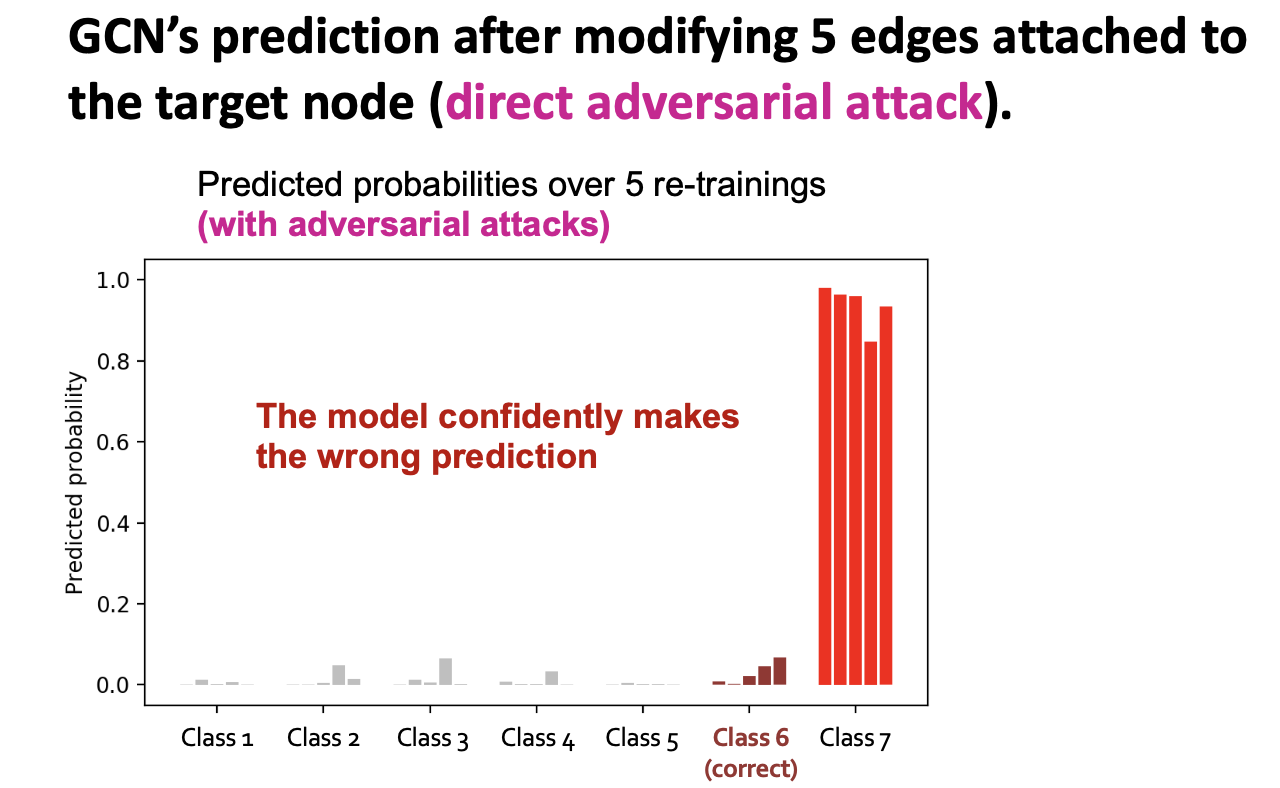 GCN’s prediction after modifying 5 edges attached to
the target node (direct adversarial attack).
Predicted probabilities over 5 re-trainings
(with adversarial attacks)
1.0
0.8
0.6
0.4
0.2
0.0
Predicted probability
The model confidently makes
the wrong prediction
Class 1 Class 2 Class 3 Class 4 Class 5 Class 6 Class 7
(correct)